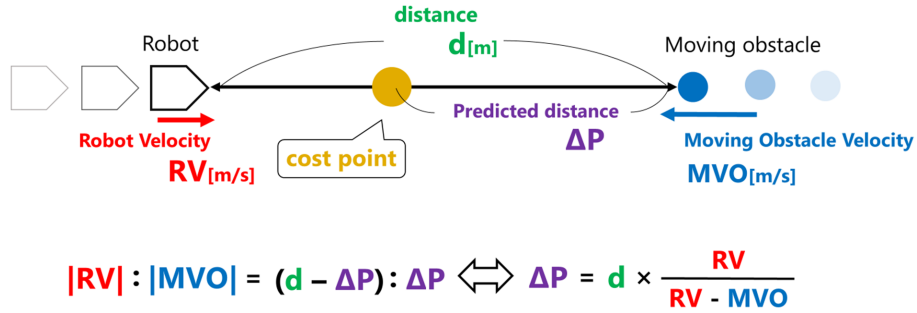 distance
d[m]
Robot
Moving obstacle
Predicted distance
ΔP
Robot Velocity
RV[m/s]
cost point
Moving Obstacle Velocity
MVO[m/s]
|RV| : |MVO| = (d – ΔP) : ΔP ⇔ ΔP = d × RV / RV - MVO